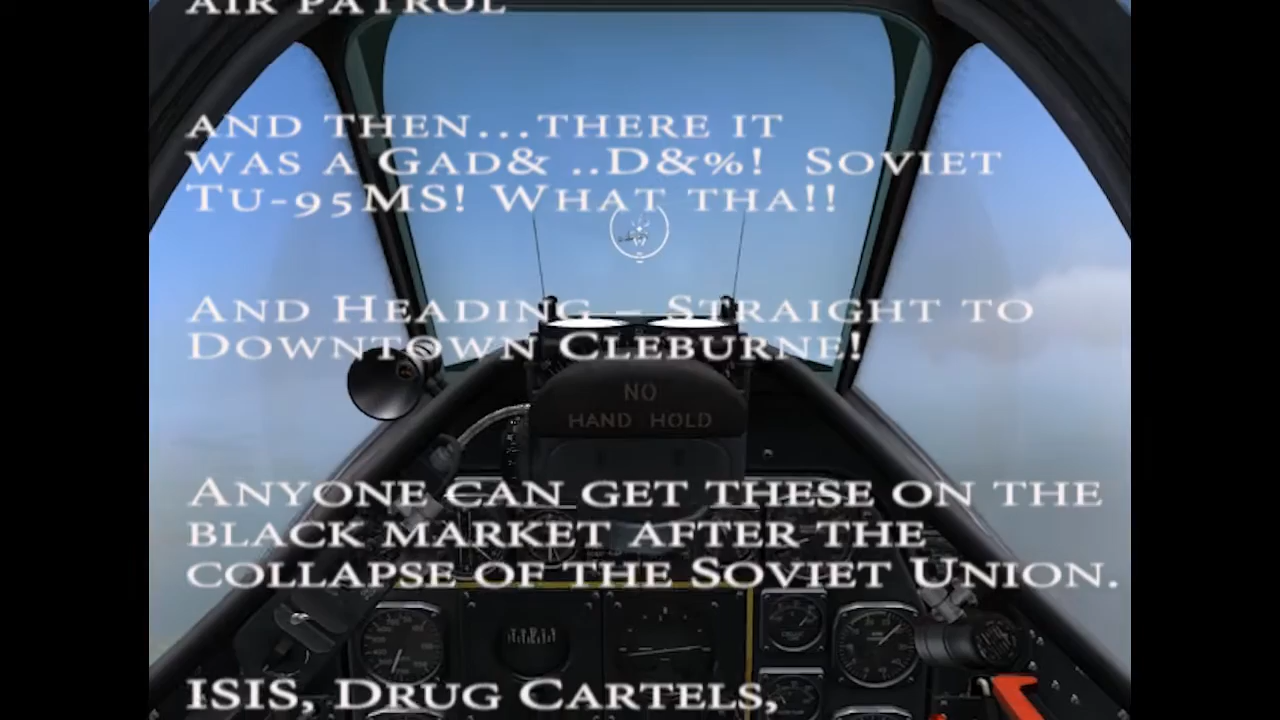 AIR PATROL
AND THEN...THERE IT
WAS A GAD& ..D&%!  SOVIET
TU-95MS! WHAT THA!!
AND HEADING – STRAIGHT TO
DOWNTOWN CLEBURNE!
NO
HAND HOLD
ANYONE CAN GET THESE ON THE
BLACK MARKET AFTER THE
COLLAPSE OF THE SOVIET UNION.
ISIS, DRUG CARTELS,